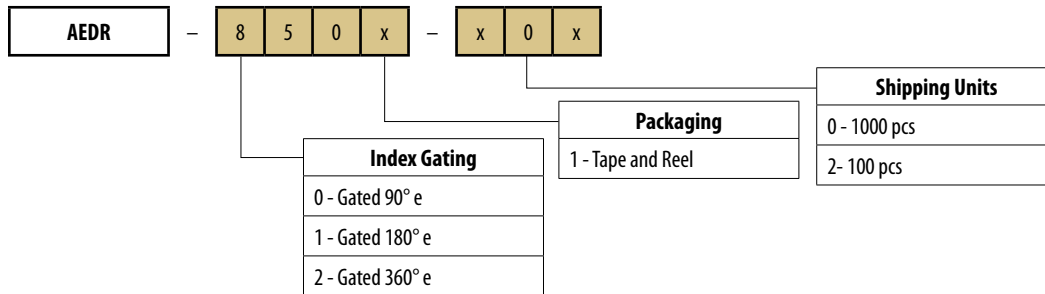 AEDR – 8 5 0 x – x 0 x
Shipping Units
0 - 1000 pcs
2- 100 pcs
Packaging
1 - Tape and Reel
Index Gating
0 - Gated 90° e
1 - Gated 180° e
2 - Gated 360° e